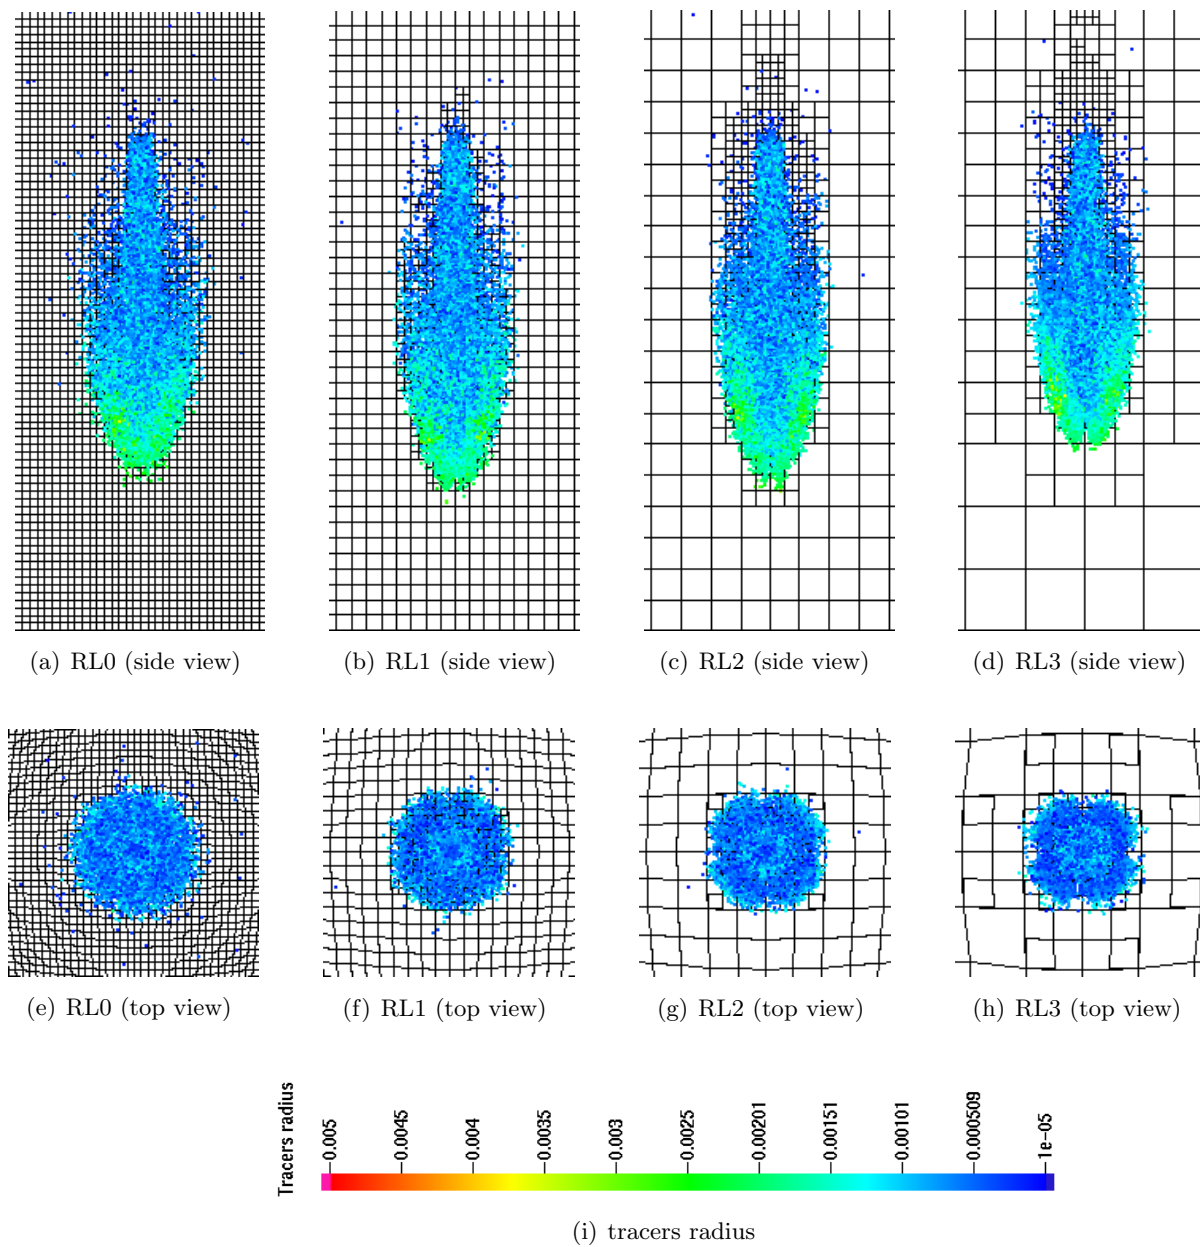 (a) RL0 (side view)
(b) RL1 (side view)
(c) RL2 (side view)
(d) RL3 (side view)
(e) RL0 (top view)
(f) RL1 (top view)
(g) RL2 (top view)
(h) RL3 (top view)
Tracers radius
0.005
0.0045
0.004
0.0035
0.003
0.0025
0.00201
0.00151
0.00101
0.000509
1e-05
(i) tracers radius